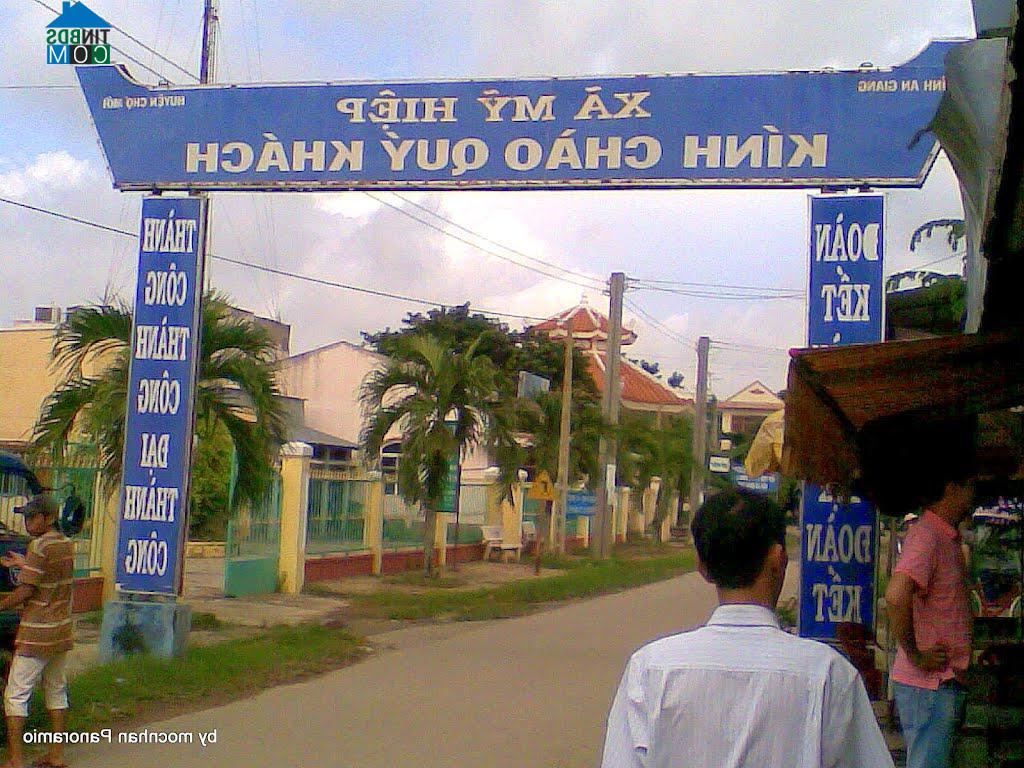 TINBDS
COM
TỈNH AN GIANG
HUYỆN CHỢ MỚI
XÃ MỸ HIỆP
KÍNH CHÀO QUÝ KHÁCH
ĐOÀN
KẾT
ĐOÀN
KẾT
THÀNH
CÔNG
THÀNH
CÔNG
ĐẠI
THÀNH
CÔNG
by mocnhan Panoramio